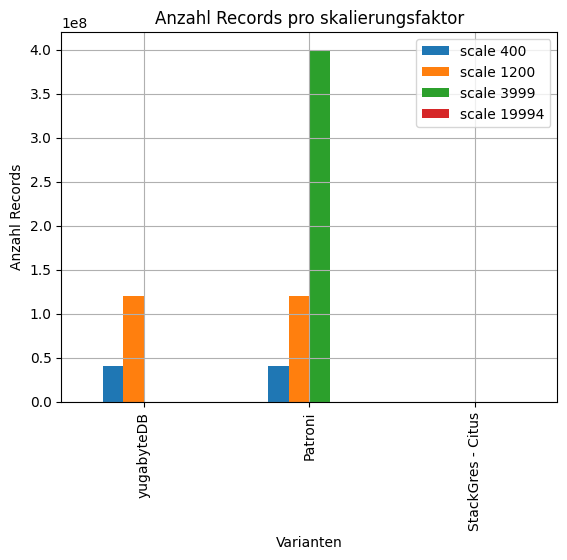 Anzahl Records pro skalierungsfaktor
1e8
4.0
3.5
3.0
2.5
2.0
1.5
1.0
0.5
0.0
Anzahl Records
scale 400
scale 1200
scale 3999
scale 19994
yugabyteDB
Patroni
StackGres - Citus
Varianten